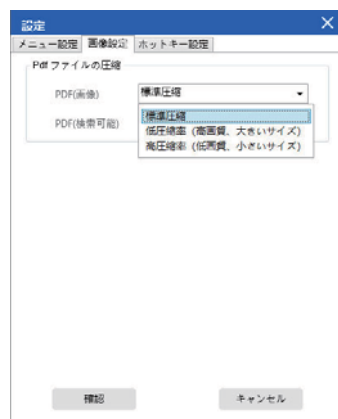 設定
メニュー設定 画像設定 ホットキー設定
Pdf ファイルの圧縮
PDF(画像) 標準圧縮
PDF(検索可能) 標準圧縮
低圧縮率 (高画質、大きいサイズ)
高圧縮率 (低画質、小さいサイズ)
確認 キャンセル